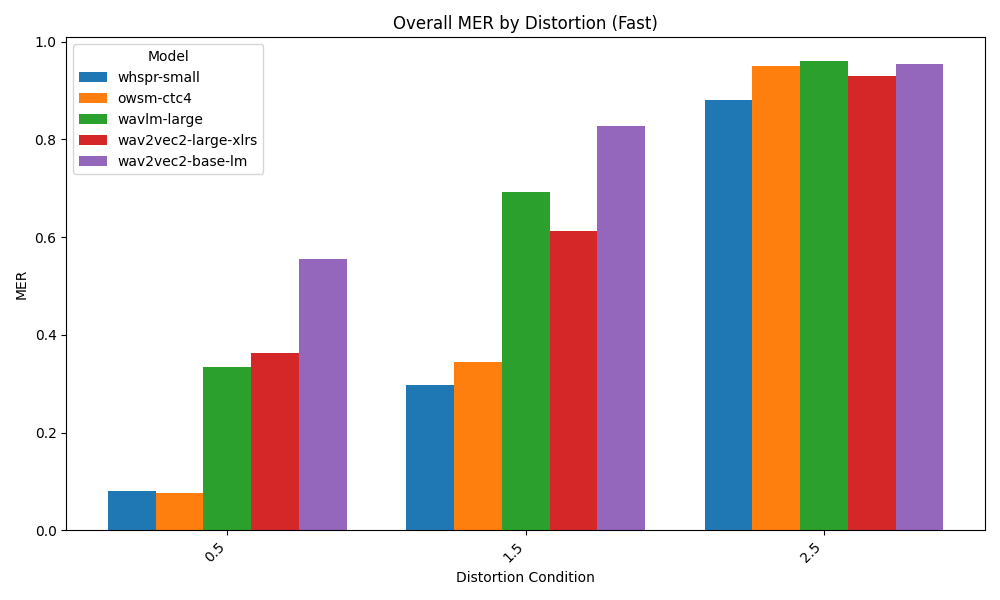 Overall MER by Distortion (Fast)
Model
whspr-small
owsm-ctc4
wavlm-large
wav2vec2-large-xlrs
wav2vec2-base-lm
MER
1.0
0.8
0.6
0.4
0.2
0.0
0.5
1.5
2.5
Distortion Condition